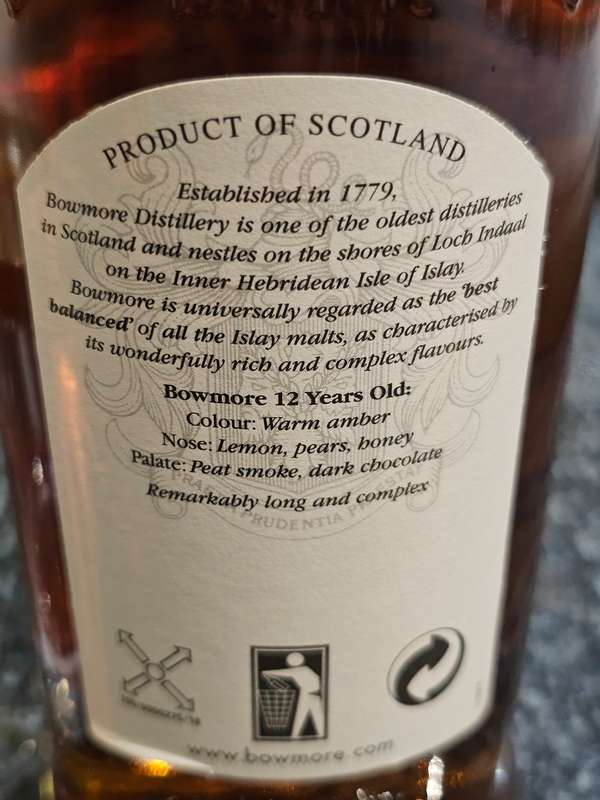 PRODUCT OF SCOTLAND
Established in 1779,
Bowmore Distillery is one of the oldest distilleries
in Scotland and nestles on the shores of Loch Indaal
on the Inner Hebridean Isle of Islay.
Bowmore is universally regarded as the 'best
balanced' of all the Islay malts, as characterised by
its wonderfully rich and complex flavours.
Bowmore 12 Years Old:
Colour: Warm amber
Nose: Lemon, pears, honey
Palate: Peat smoke, dark chocolate
Remarkably long and complex
PRUDENTIA
www.bowmore.com